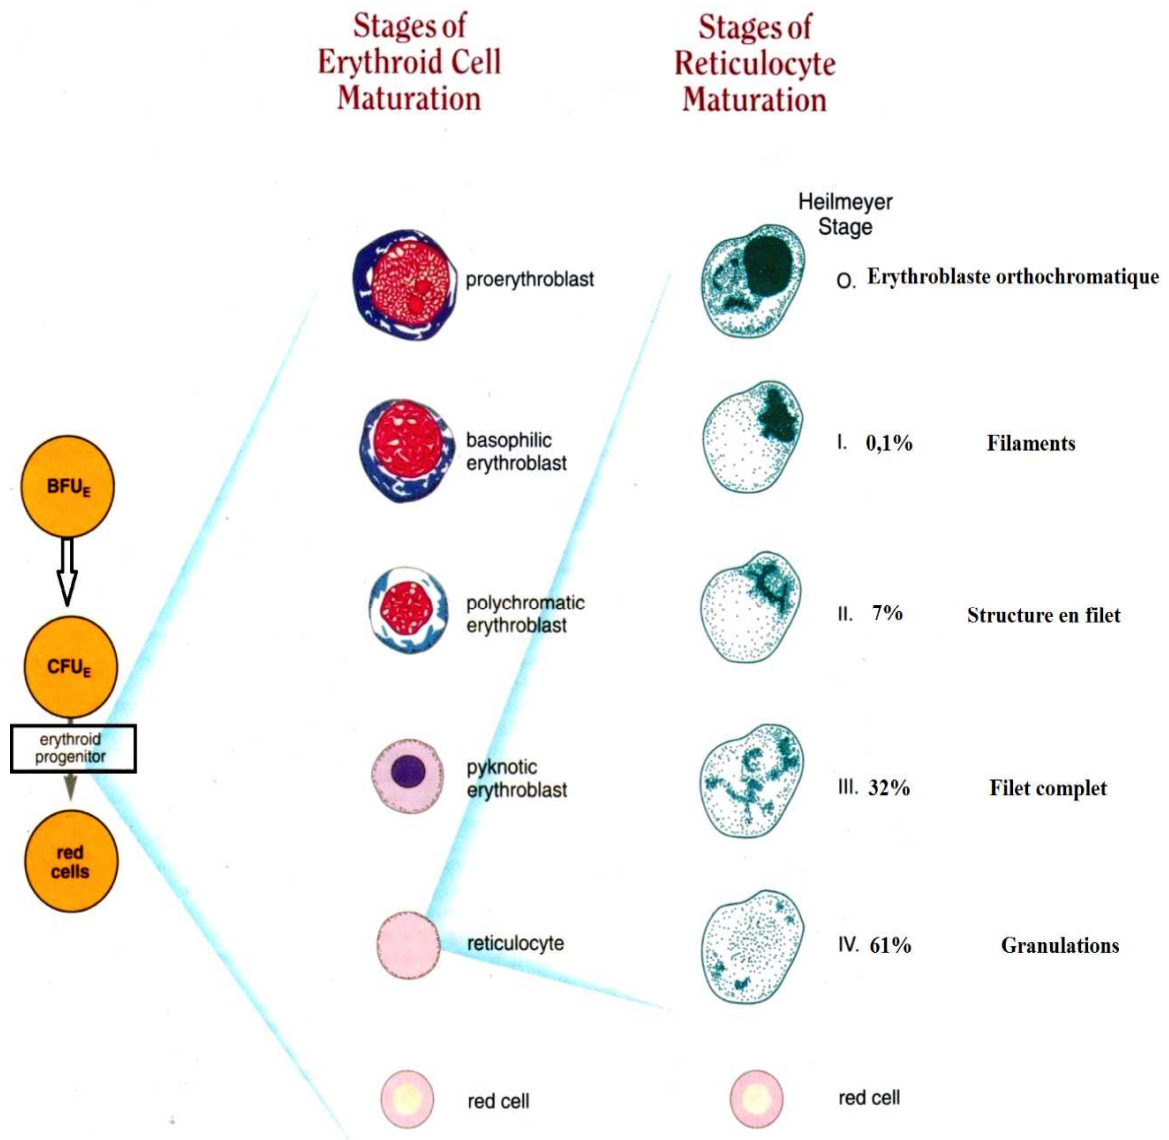 Stages of
Erythroid Cell
Maturation
Stages of
Reticulocyte
Maturation
Heilmeyer
Stage
proerythroblast
O. Erythroblaste orthochromatique
basophilic
erythroblast
I. 0,1% Filaments
BFUE
polychromatic
erythroblast
II. 7% Structure en filet
CFUE
erythroid
progenitor
pyknotic
erythroblast
III. 32% Filet complet
red
cells
reticulocyte
IV. 61% Granulations
red cell
red cell